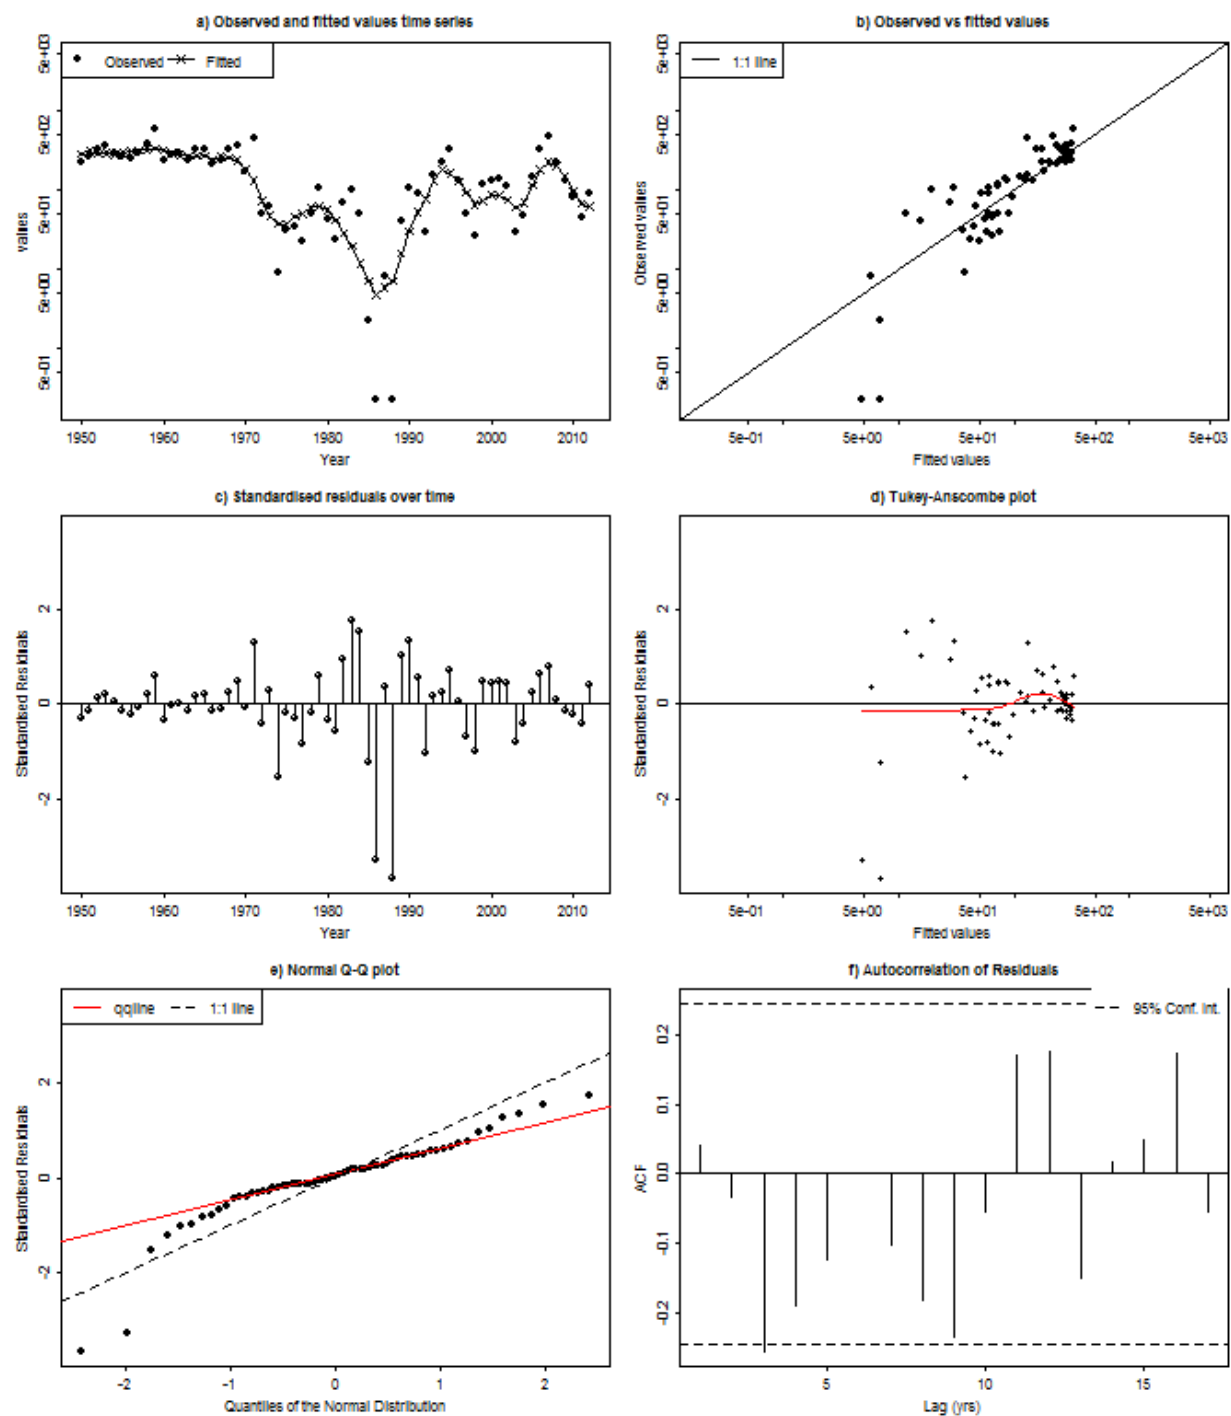 a) Observed and fitted values time series
Observed Fitted
values
5e-01 5e+00 5e+01 5e+02 5e+03
1950 1960 1970 1980 1990 2000 2010
Year
b) Observed vs fitted values
1:1 line
Observed values
5e-01 5e+00 5e+01 5e+02 5e+03
5e-01 5e+00 5e+01 5e+02 5e+03
Fitted values
c) Standardised residuals over time
Standardised Residuals
-2 0 2
1950 1960 1970 1980 1990 2000 2010
Year
d) Tukey-Anscombe plot
Standardised Residuals
-2 0 2
5e-01 5e+00 5e+01 5e+02 5e+03
Fitted values
e) Normal Q-Q plot
qqline 1:1 line
Standardised Residuals
-2 0 2
-2 -1 0 1 2
Quantiles of the Normal Distribution
f) Autocorrelation of Residuals
95% Conf. Int.
ACF
-0.2 -0.1 0.0 0.1 0.2
5 10 15
Lag (yrs)